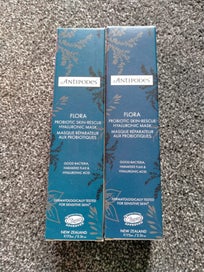 ANTIPODES
FLORA
PROBIOTIC SKIN-RESCUE
HYALURONIC MASK
MASQUE RÉPARATEUR
AUX PROBIOTIQUES
GOOD BACTERIA,
HARAKEKE FLAX &
HYALURONIC ACID
DERMATOLOGICALLY TESTED
FOR SENSITIVE SKIN
NEW ZEALAND
ANTIPODES
FLORA
PROBIOTIC SKIN-RESCUE
HYALURONIC MASK
MASQUE RÉPARATEUR
AUX PROBIOTIQUES
GOOD BACTERIA,
HARAKEKE FLAX &
HYALURONIC ACID
DERMATOLOGICALLY TESTED
FOR SENSITIVE SKIN
NEW ZEALAND